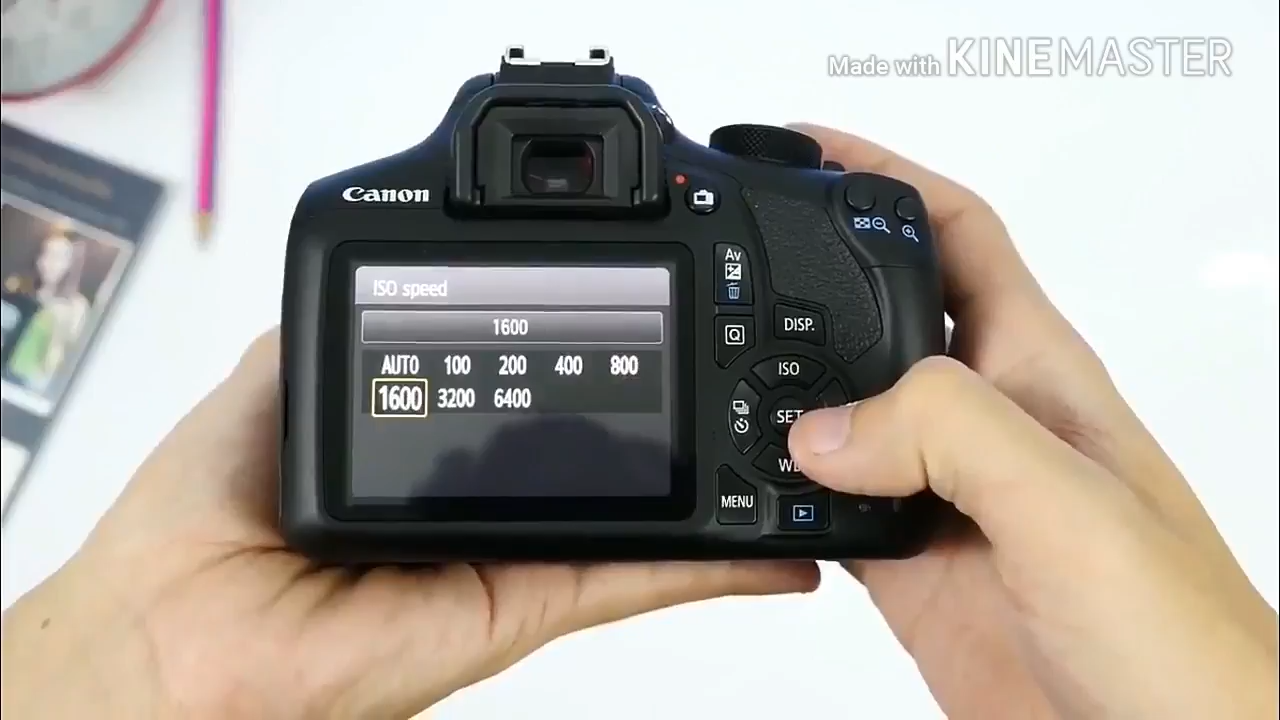 Made with KINEMASTER
Canon
Av
ISO speed
1600
AUTO 100 200 400 800
1600 3200 6400
Q
DISP.
ISO
SET
MENU